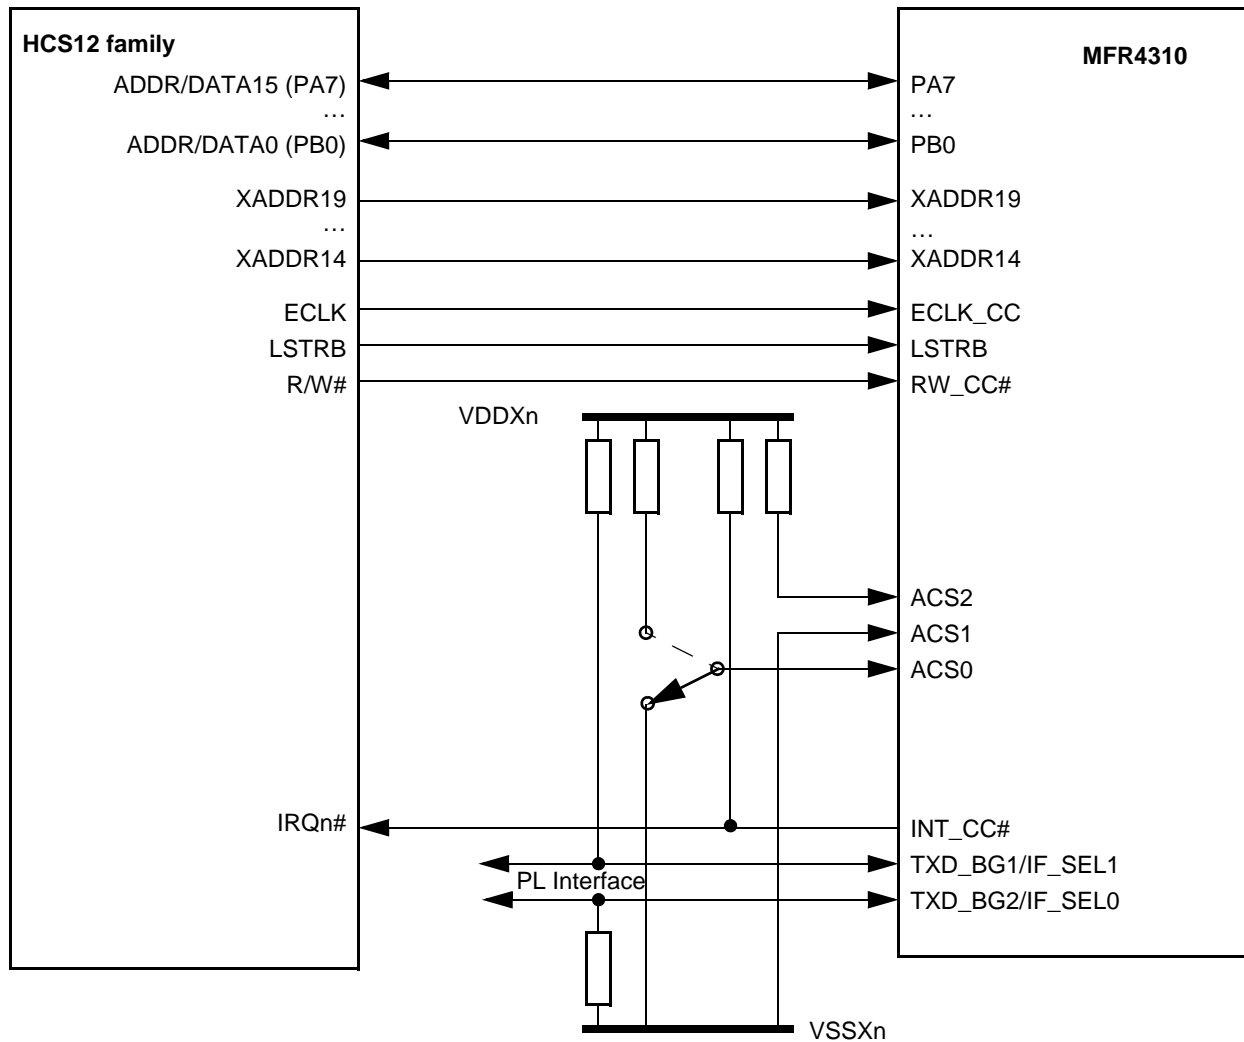 HCS12 family
MFR4310
ADDR/DATA15 (PA7)
PA7
...
...
ADDR/DATA0 (PB0)
PB0
XADDR19
XADDR19
...
...
XADDR14
XADDR14
ECLK
ECLK_CC
LSTRB
LSTRB
R/W#
RW_CC#
VDDXn
ACS2
ACS1
ACS0
IRQn#
INT_CC#
TXD_BG1/IF_SEL1
PL Interface
TXD_BG2/IF_SEL0
VSSXn